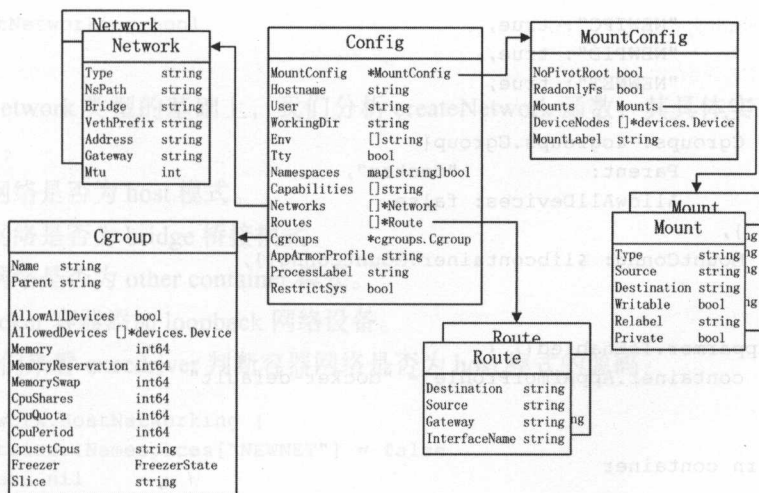 Network
Network
Type string
NsPath string
Bridge string
VethPrefix string
Address string
Gateway string
Mtu int
Config
MountConfig *MountConfig
Hostname string
User string
WorkingDir string
Env []string
Tty bool
Namespaces map[string]bool
Capabilities []string
Networks []*Network
Routes []*Route
Cgroups *cgroups.Cgroup
AppArmorProfile string
ProcessLabel string
RestrictSys bool
MountConfig
NoPivotRoot bool
ReadonlyFs bool
Mounts Mounts
DeviceNodes []*devices.Device
MountLabel string
Cgroup
Name string
Parent string
AllowAllDevices bool
AllowedDevices []*devices.Device
Memory int64
MemoryReservation int64
MemorySwap int64
CpuShares int64
CpuQuota int64
CpuPeriod int64
CpusetCpus string
Freezer FreezerState
Slice string
Mount
Mount
Type string
Source string
Destination string
Writable bool
Relabel string
Private bool
Route
Route
Destination string
Source string
Gateway string
InterfaceName string